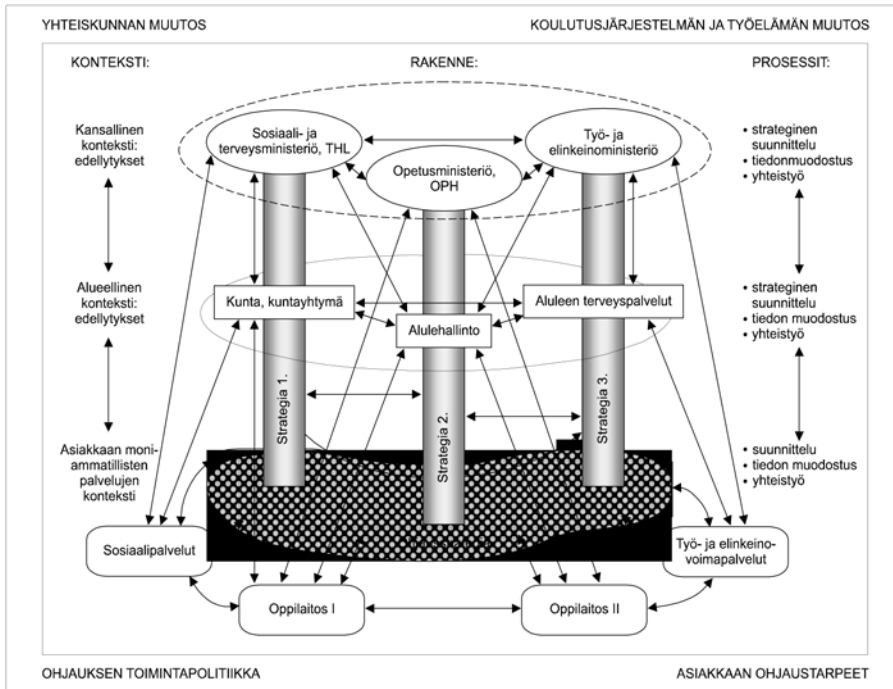 YHTEISKUNNAN MUUTOS
KOULUTUSJÄRJESTELMÄN JA TYÖELÄMÄN MUUTOS
KONTEKSTI:
RAKENNE:
PROSESSIT:
Kansallinen
konteksti:
edellytykset
Sosiaali- ja
terveysministeriö, THL
Opetusministeriö,
OPH
Työ- ja
elinkeinoministeriö
• strateginen
suunnittelu
• tiedonmuodostus
• yhteistyö
Alueellinen
konteksti:
edellytykset
Kunta, kuntayhtymä
Alulehallinto
Aluleen terveyspalvelut
• strateginen
suunnittelu
• tiedon muodostus
• yhteistyö
Strategia 1.
Strategia 2.
Strategia 3.
Asiakkaan moni-
ammatillisten
palvelujen
konteksti
• suunnittelu
• tiedon muodostus
• yhteistyö
Sosiaalipalvelut
Työ- ja elinkeino-
voimapalvelut
Oppilaitos I
Oppilaitos II
OHJAUKSEN TOIMINTAPOLITIIKKA
ASIAKKAAN OHJAUSTARPEET